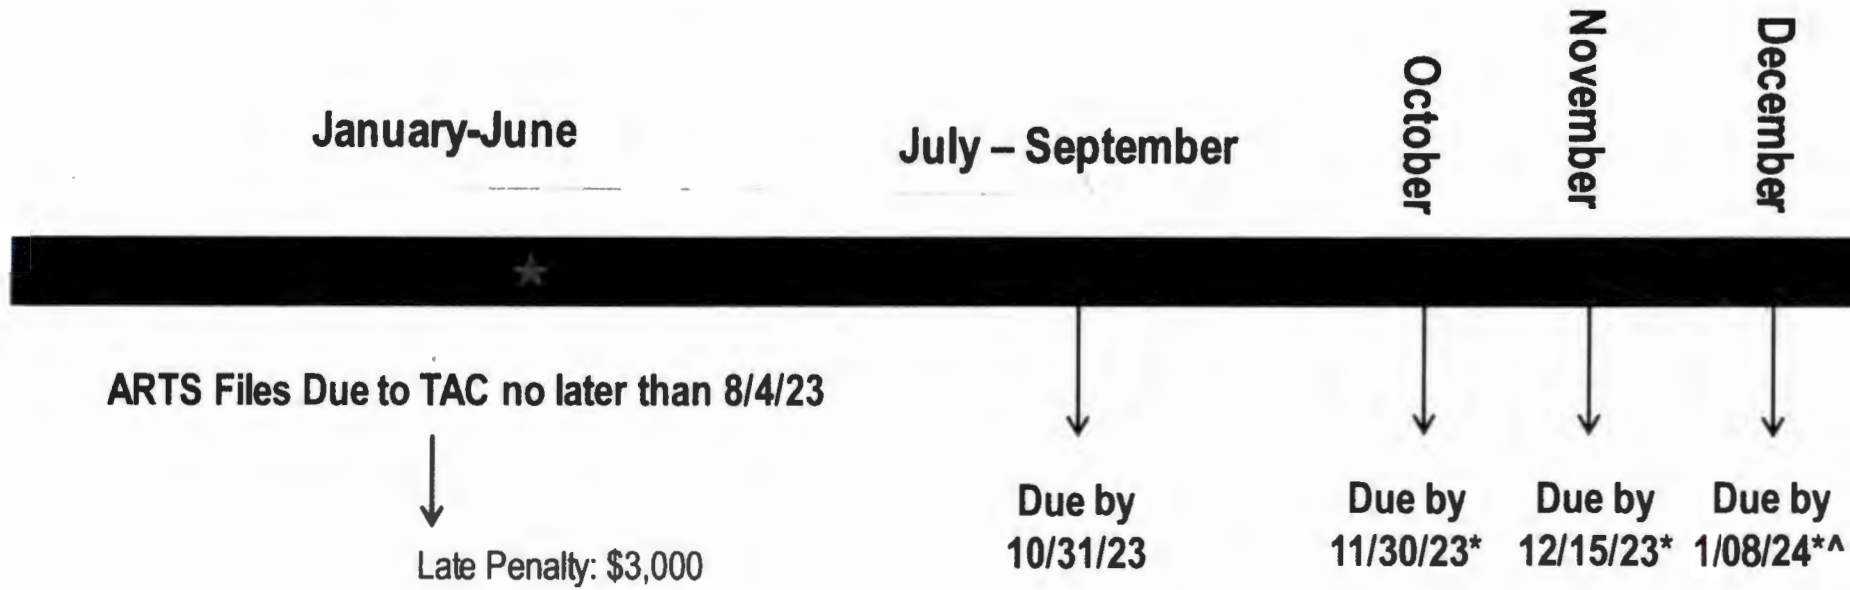 January-June
July – September
October
November
December
ARTS Files Due to TAC no later than 8/4/23
Late Penalty: $3,000
Due by
10/31/23
Due by
11/30/23*
Due by
12/15/23*
Due by
1/08/24*^